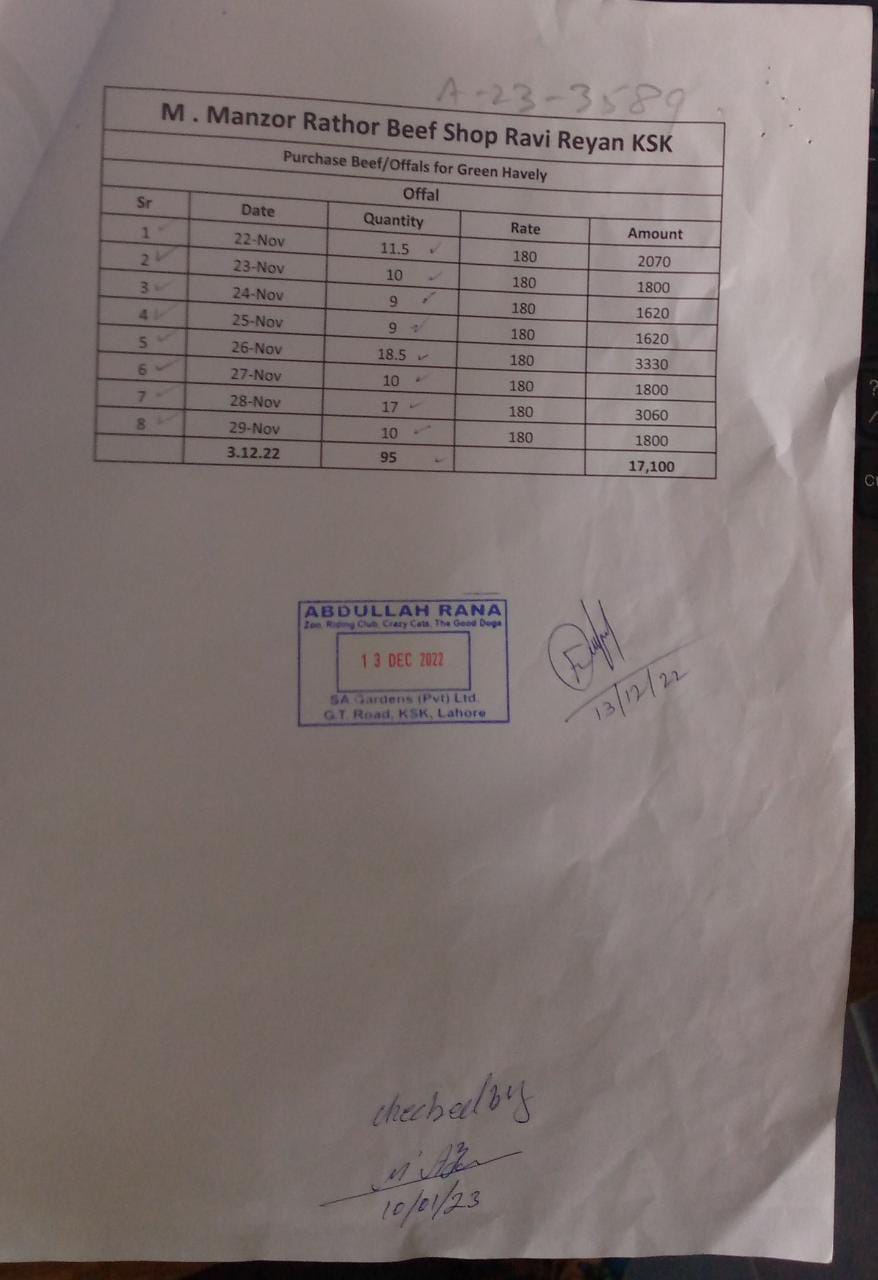 A-23-3589
M . Manzor Rathor Beef Shop Ravi Reyan KSK
Purchase Beef/Offals for Green Havely
Offal
Sr Date Quantity Rate Amount
1 22-Nov 11.5 180 2070
2 23-Nov 10 180 1800
3 24-Nov 9 180 1620
4 25-Nov 9 180 1620
5 26-Nov 18.5 180 3330
6 27-Nov 10 180 1800
7 28-Nov 17 180 3060
8 29-Nov 10 180 1800
3.12.22 95 17,100
ABDULLAH RANA
Zoo, Riding Club, Crazy Cats, The Good Dogs
13 DEC 2022
SA Gardens (Pvt) Ltd.
G.T. Road, KSK, Lahore
13/12/22
checked by
10/01/23